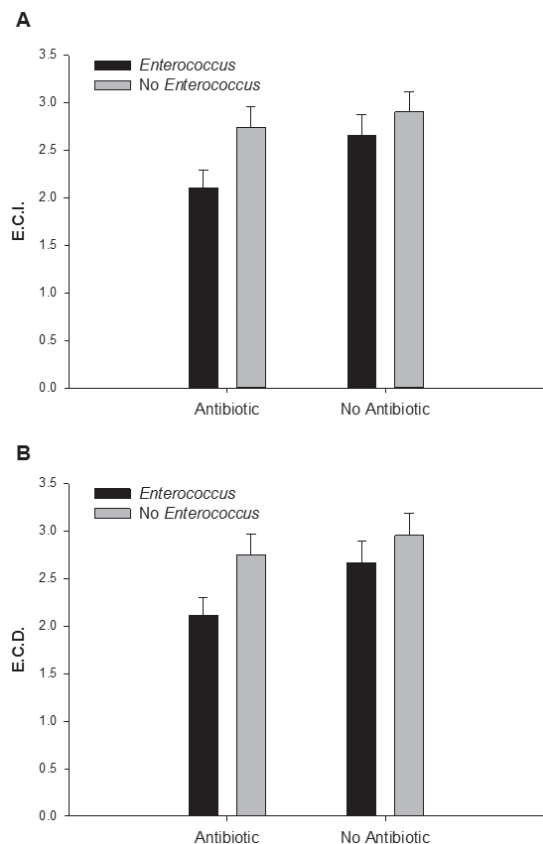 A
3.5
Enterococcus
No Enterococcus
3.0
2.5
2.0
1.5
1.0
0.5
0.0
E.C.I.
Antibiotic
No Antibiotic
B
3.5
Enterococcus
No Enterococcus
3.0
2.5
2.0
1.5
1.0
0.5
0.0
E.C.D.
Antibiotic
No Antibiotic